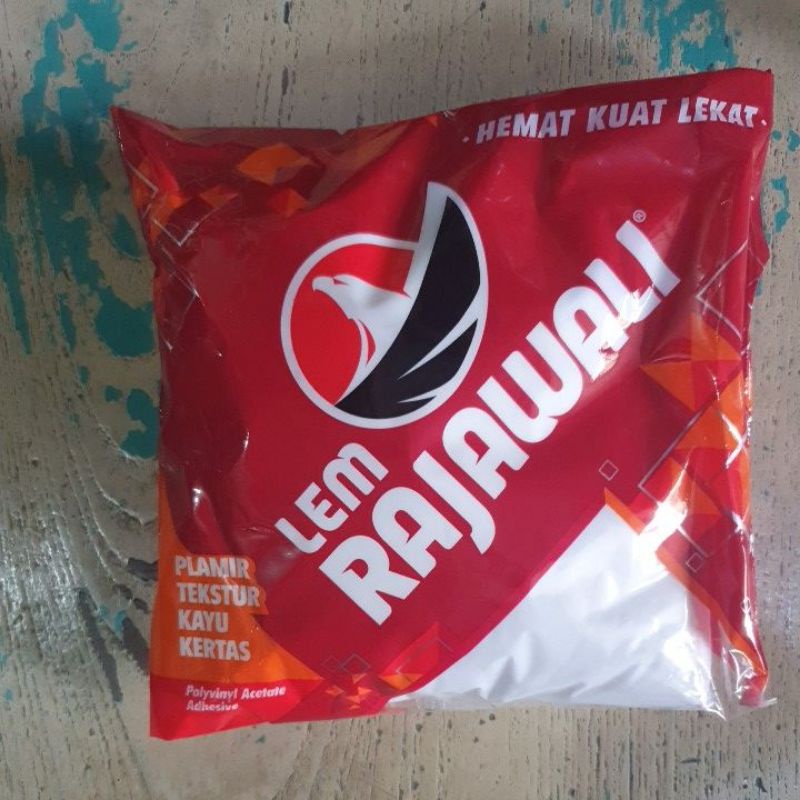 · HEMAT KUAT LEKAT ·
LEM
RAJAWALI®
PLAMIR
TEKSTUR
KAYU
KERTAS
Polyvinyl Acetate
Adhesive